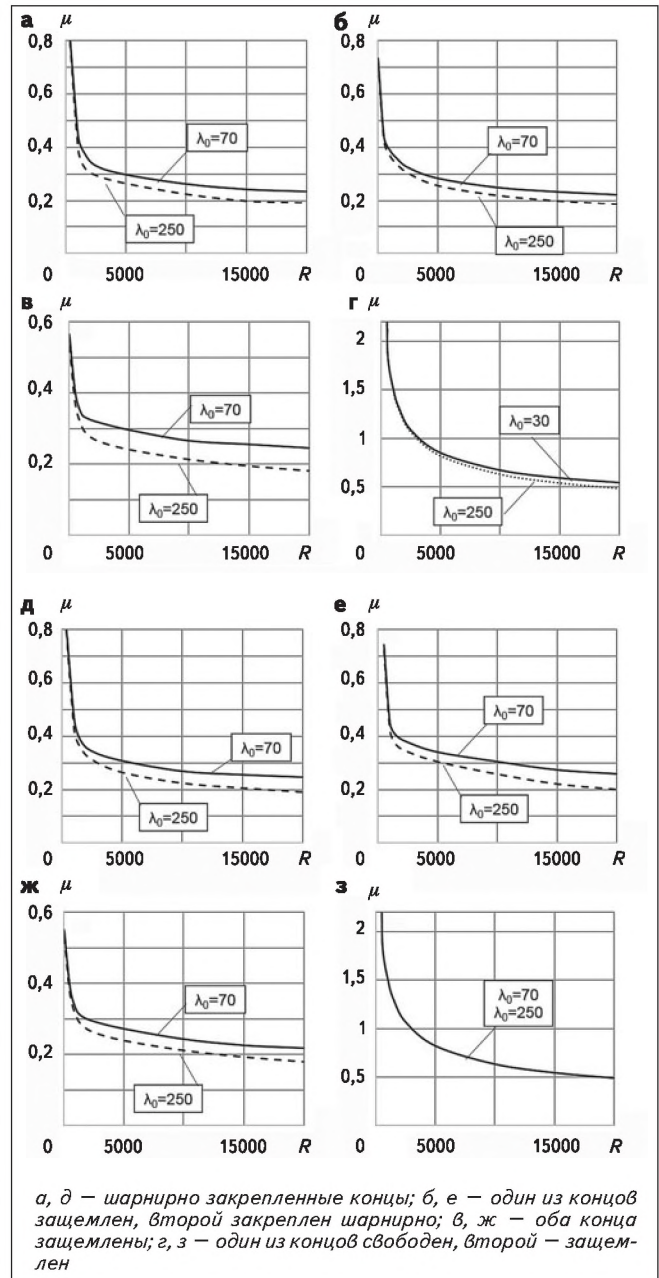 а μ
0,8
0,6
0,4
0,2
λ₀=70
λ₀=250
0 5000 15000 R
б μ
0,8
0,6
0,4
0,2
λ₀=70
λ₀=250
0 5000 15000 R
в μ
0,6
0,4
0,2
λ₀=70
λ₀=250
0 5000 15000 R
г μ
2
1,5
1
0,5
λ₀=30
λ₀=250
0 5000 15000 R
д μ
0,8
0,6
0,4
0,2
λ₀=70
λ₀=250
0 5000 15000 R
е μ
0,8
0,6
0,4
0,2
λ₀=70
λ₀=250
0 5000 15000 R
ж μ
0,6
0,4
0,2
λ₀=70
λ₀=250
0 5000 15000 R
з μ
2
1,5
1
0,5
λ₀=70
λ₀=250
0 5000 15000 R
а, д — шарнирно закрепленные концы; б, е — один из концов
защемлен, второй закреплен шарнирно; в, ж — оба конца
защемлены; г, з — один из концов свободен, второй — защем-
лен